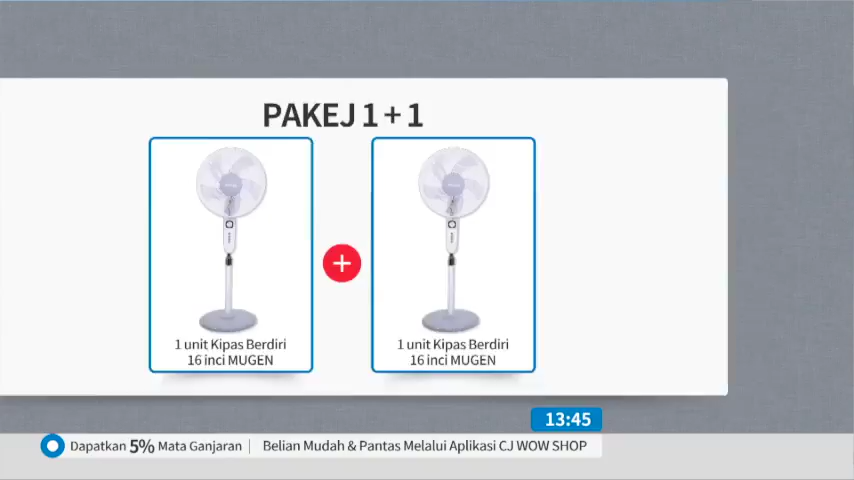 PAKEJ 1 + 1
1 unit Kipas Berdiri
16 inci MUGEN
+
1 unit Kipas Berdiri
16 inci MUGEN
13:45
Dapatkan 5% Mata Ganjaran | Belian Mudah & Pantas Melalui Aplikasi CJ WOW SHOP